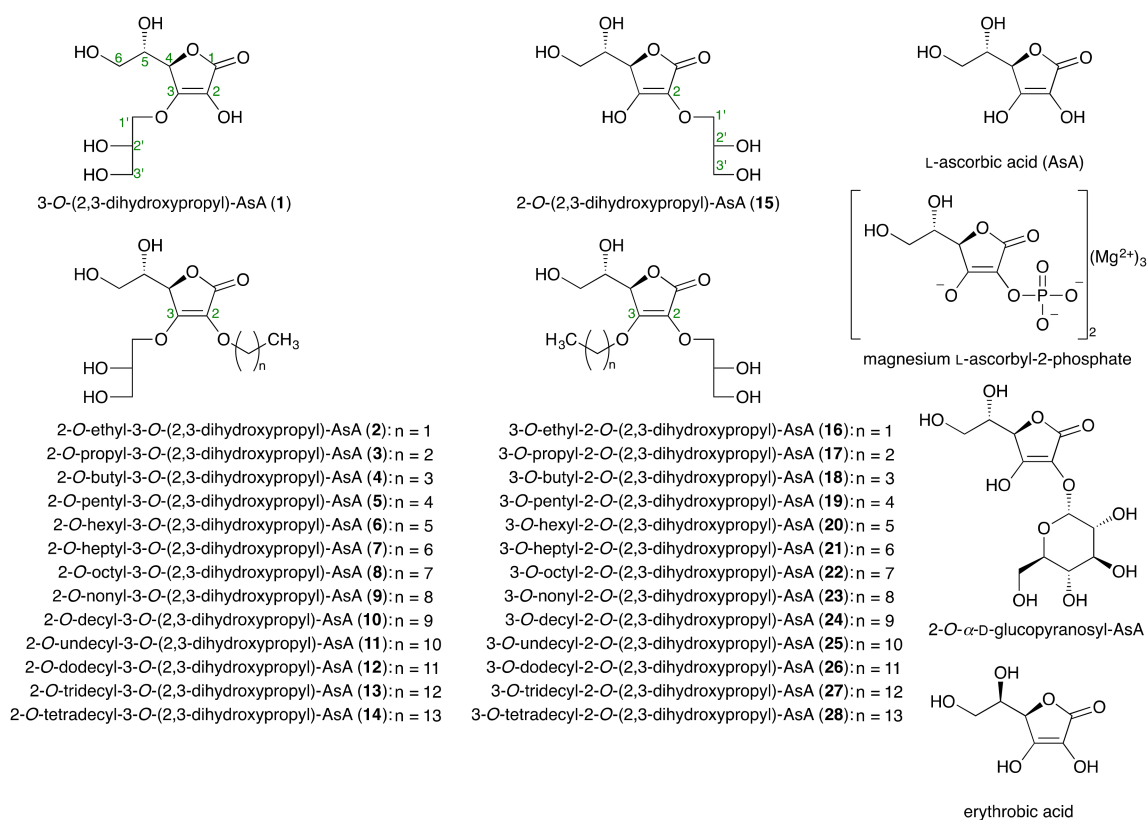 OH
HO
6
5
4
O
1
O
3
2
OH
O
1'
HO
2'
HO
3'
3-O-(2,3-dihydroxypropyl)-AsA (1)
OH
HO
O
O
2
HO
O
1'
2'
OH
3'
OH
2-O-(2,3-dihydroxypropyl)-AsA (15)
OH
HO
O
O
HO
OH
L-ascorbic acid (AsA)
OH
HO
O
O
3
2
O
O
CH3
n
HO
HO
2-O-ethyl-3-O-(2,3-dihydroxypropyl)-AsA (2): n = 1
2-O-propyl-3-O-(2,3-dihydroxypropyl)-AsA (3): n = 2
2-O-butyl-3-O-(2,3-dihydroxypropyl)-AsA (4): n = 3
2-O-pentyl-3-O-(2,3-dihydroxypropyl)-AsA (5): n = 4
2-O-hexyl-3-O-(2,3-dihydroxypropyl)-AsA (6): n = 5
2-O-heptyl-3-O-(2,3-dihydroxypropyl)-AsA (7): n = 6
2-O-octyl-3-O-(2,3-dihydroxypropyl)-AsA (8): n = 7
2-O-nonyl-3-O-(2,3-dihydroxypropyl)-AsA (9): n = 8
2-O-decyl-3-O-(2,3-dihydroxypropyl)-AsA (10): n = 9
2-O-undecyl-3-O-(2,3-dihydroxypropyl)-AsA (11): n = 10
2-O-dodecyl-3-O-(2,3-dihydroxypropyl)-AsA (12): n = 11
2-O-tridecyl-3-O-(2,3-dihydroxypropyl)-AsA (13): n = 12
2-O-tetradecyl-3-O-(2,3-dihydroxypropyl)-AsA (14): n = 13
OH
HO
O
O
3
2
H3C
n
O
O
OH
OH
3-O-ethyl-2-O-(2,3-dihydroxypropyl)-AsA (16): n = 1
3-O-propyl-2-O-(2,3-dihydroxypropyl)-AsA (17): n = 2
3-O-butyl-2-O-(2,3-dihydroxypropyl)-AsA (18): n = 3
3-O-pentyl-2-O-(2,3-dihydroxypropyl)-AsA (19): n = 4
3-O-hexyl-2-O-(2,3-dihydroxypropyl)-AsA (20): n = 5
3-O-heptyl-2-O-(2,3-dihydroxypropyl)-AsA (21): n = 6
3-O-octyl-2-O-(2,3-dihydroxypropyl)-AsA (22): n = 7
3-O-nonyl-2-O-(2,3-dihydroxypropyl)-AsA (23): n = 8
3-O-decyl-2-O-(2,3-dihydroxypropyl)-AsA (24): n = 9
3-O-undecyl-2-O-(2,3-dihydroxypropyl)-AsA (25): n = 10
3-O-dodecyl-2-O-(2,3-dihydroxypropyl)-AsA (26): n = 11
3-O-tridecyl-2-O-(2,3-dihydroxypropyl)-AsA (27): n = 12
3-O-tetradecyl-2-O-(2,3-dihydroxypropyl)-AsA (28): n = 13
OH
HO
O
O
(Mg2+)3
O
−O
O
P
O−
O−
2
magnesium L-ascorbyl-2-phosphate
OH
HO
O
O
HO
O
O
OH
OH
OH
OH
2-O-α-D-glucopyranosyl-AsA
OH
HO
O
O
HO
OH
erythrobic acid